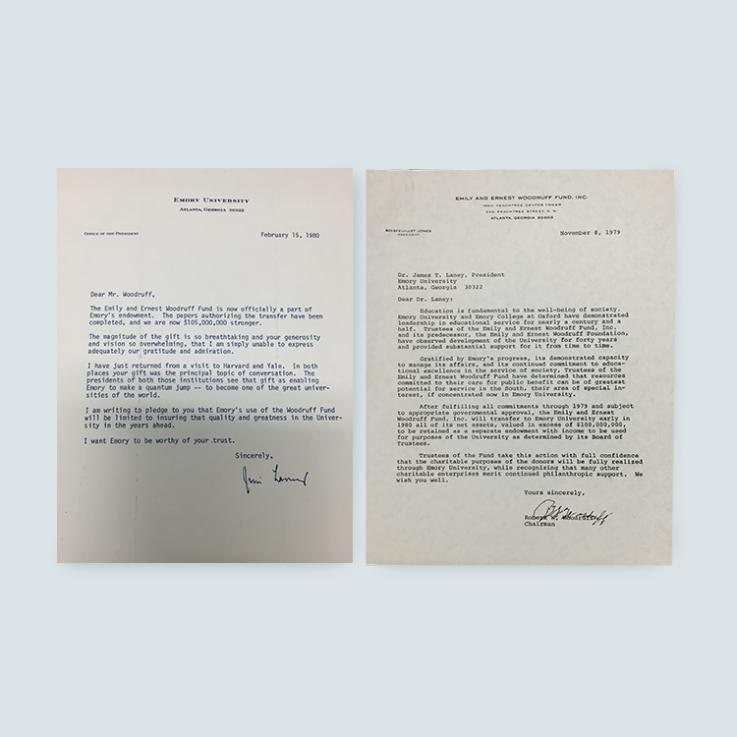 EMORY UNIVERSITY
ATLANTA, GEORGIA 30322
OFFICE OF THE PRESIDENT
February 15, 1980
Dear Mr. Woodruff,
The Emily and Ernest Woodruff Fund is now officially a part of
Emory's endowment. The papers authorizing the transfer have been
completed, and we are now $105,000,000 stronger.
The magnitude of the gift is so breathtaking and your generosity
and vision so overwhelming, that I am simply unable to express
adequately our gratitude and admiration.
I have just returned from a visit to Harvard and Yale. In both
places your gift was the principal topic of conversation. The
presidents of both those institutions see that gift as enabling
Emory to make a quantum jump -- to become one of the great univer-
sities of the world.
I am writing to pledge to you that Emory's use of the Woodruff Fund
will be limited to insuring that quality and greatness in the Univer-
sity in the years ahead.
I want Emory to be worthy of your trust.
Sincerely,
Jim Laney
EMILY AND ERNEST WOODRUFF FUND, INC.
PEACHTREE CENTER TOWER
230 PEACHTREE STREET, N. W.
ATLANTA, GEORGIA 30303
BOISFEUILLET JONES
PRESIDENT
November 8, 1979
Dr. James T. Laney, President
Emory University
Atlanta, Georgia 30322
Dear Dr. Laney:
Education is fundamental to the well-being of society.
Emory University and Emory College at Oxford have demonstrated
leadership in educational service for nearly a century and a
half. Trustees of the Emily and Ernest Woodruff Fund, Inc.
and its predecessor, the Emily and Ernest Woodruff Foundation,
have observed development of the University for forty years
and provided substantial support for it from time to time.
Gratified by Emory's progress, its demonstrated capacity
to manage its affairs, and its continued commitment to educa-
tional excellence in the service of society, Trustees of the
Emily and Ernest Woodruff Fund have determined that resources
committed to their care for public benefit can be of greatest
potential for service in the South, their area of special in-
terest, if concentrated now in Emory University.
After fulfilling all commitments through 1979 and subject
to appropriate governmental approval, the Emily and Ernest
Woodruff Fund, Inc. will transfer to Emory University early in
1980 all of its net assets, valued in excess of $100,000,000,
to be retained as a separate endowment with income to be used
for purposes of the University as determined by its Board of
Trustees.
Trustees of the Fund take this action with full confidence
that the charitable purposes of the donors will be fully realized
through Emory University, while recognizing that many other
charitable enterprises merit continued philanthropic support. We
wish you well.
Yours sincerely,
Robert W. Woodruff
Chairman